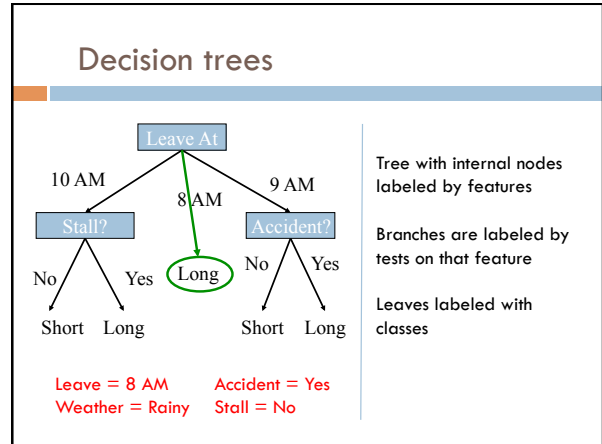 Decision trees
Leave At
10 AM
8 AM
9 AM
Stall?
Accident?
No
Yes
Long
No
Yes
Short
Long
Short
Long
Leave = 8 AM
Accident = Yes
Weather = Rainy
Stall = No
Tree with internal nodes
labeled by features
Branches are labeled by
tests on that feature
Leaves labeled with
classes